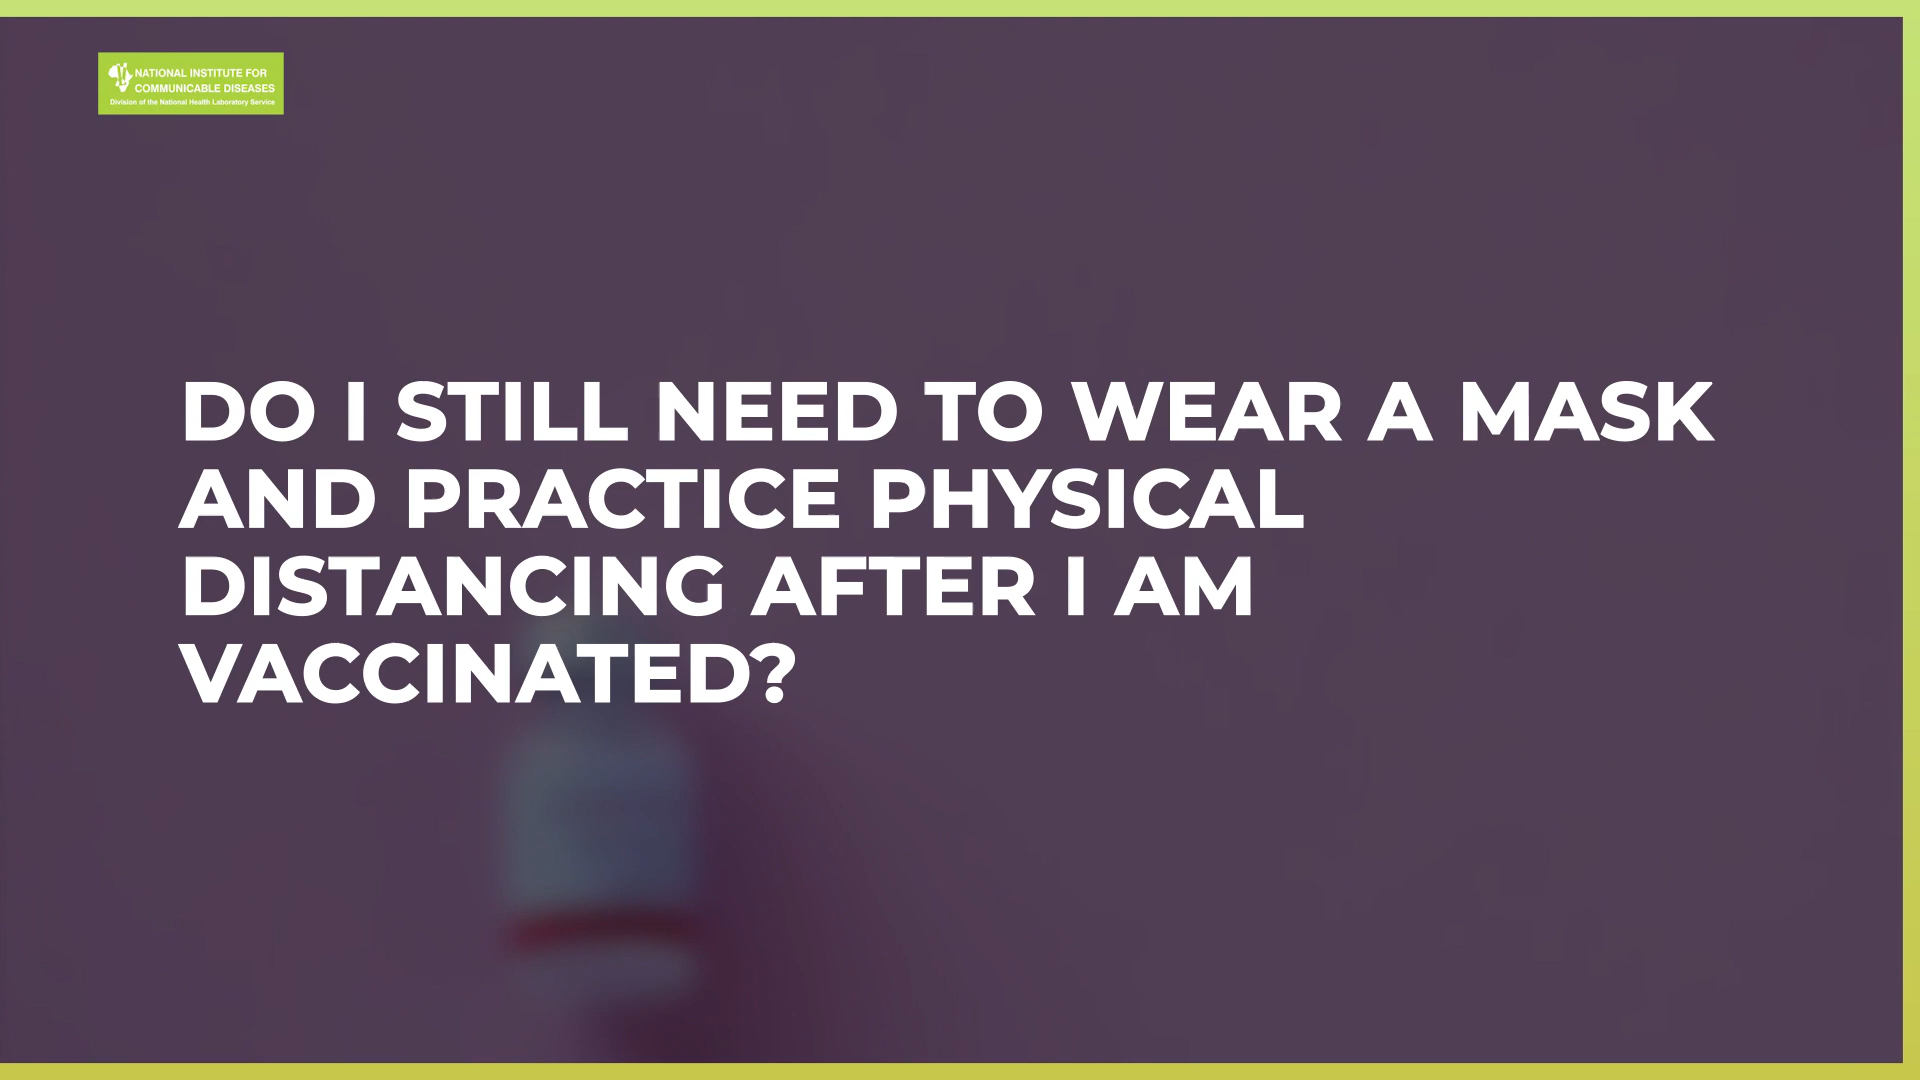 NATIONAL INSTITUTE FOR
COMMUNICABLE DISEASES
Division of the National Health Laboratory Service
DO I STILL NEED TO WEAR A MASK
AND PRACTICE PHYSICAL
DISTANCING AFTER I AM
VACCINATED?